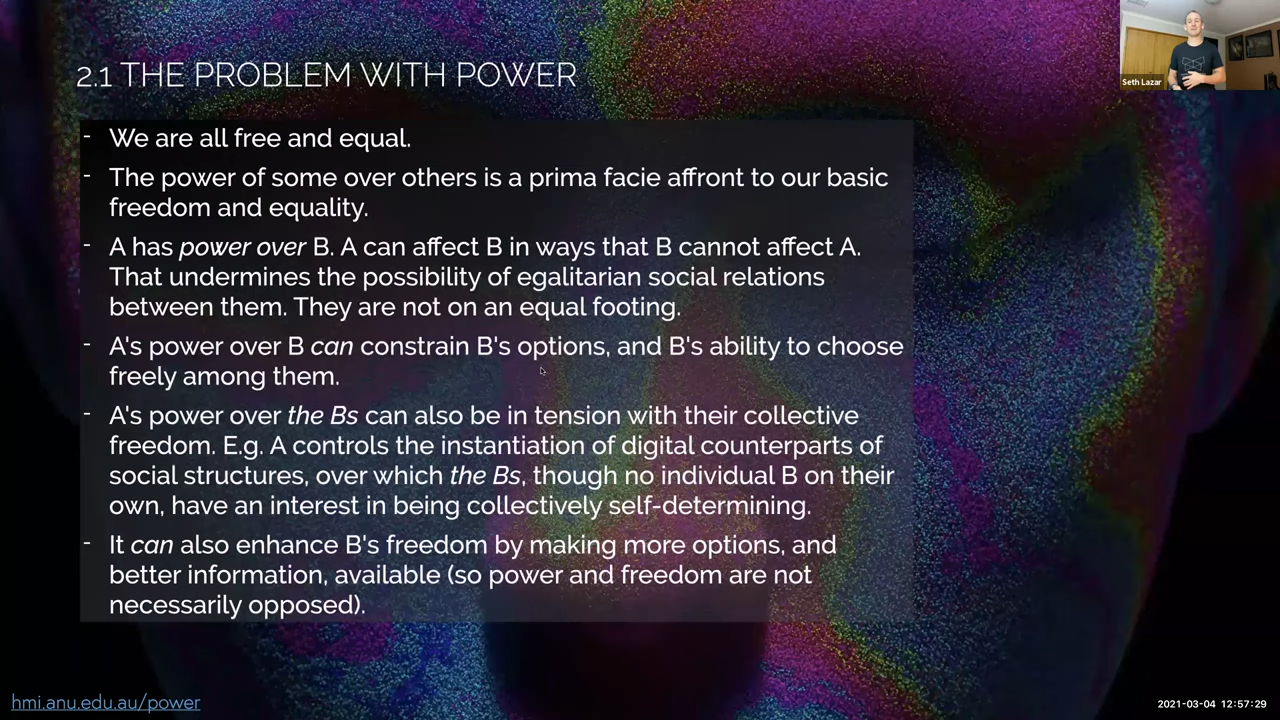 2.1 THE PROBLEM WITH POWER
Seth Lazar
- We are all free and equal.
- The power of some over others is a prima facie affront to our basic
freedom and equality.
- A has power over B. A can affect B in ways that B cannot affect A.
That undermines the possibility of egalitarian social relations
between them. They are not on an equal footing.
- A's power over B can constrain B's options, and B's ability to choose
freely among them.
- A's power over the Bs can also be in tension with their collective
freedom. E.g. A controls the instantiation of digital counterparts of
social structures, over which the Bs, though no individual B on their
own, have an interest in being collectively self-determining.
- It can also enhance B's freedom by making more options, and
better information, available (so power and freedom are not
necessarily opposed).
hmi.anu.edu.au/power
2021-03-04 12:57:29